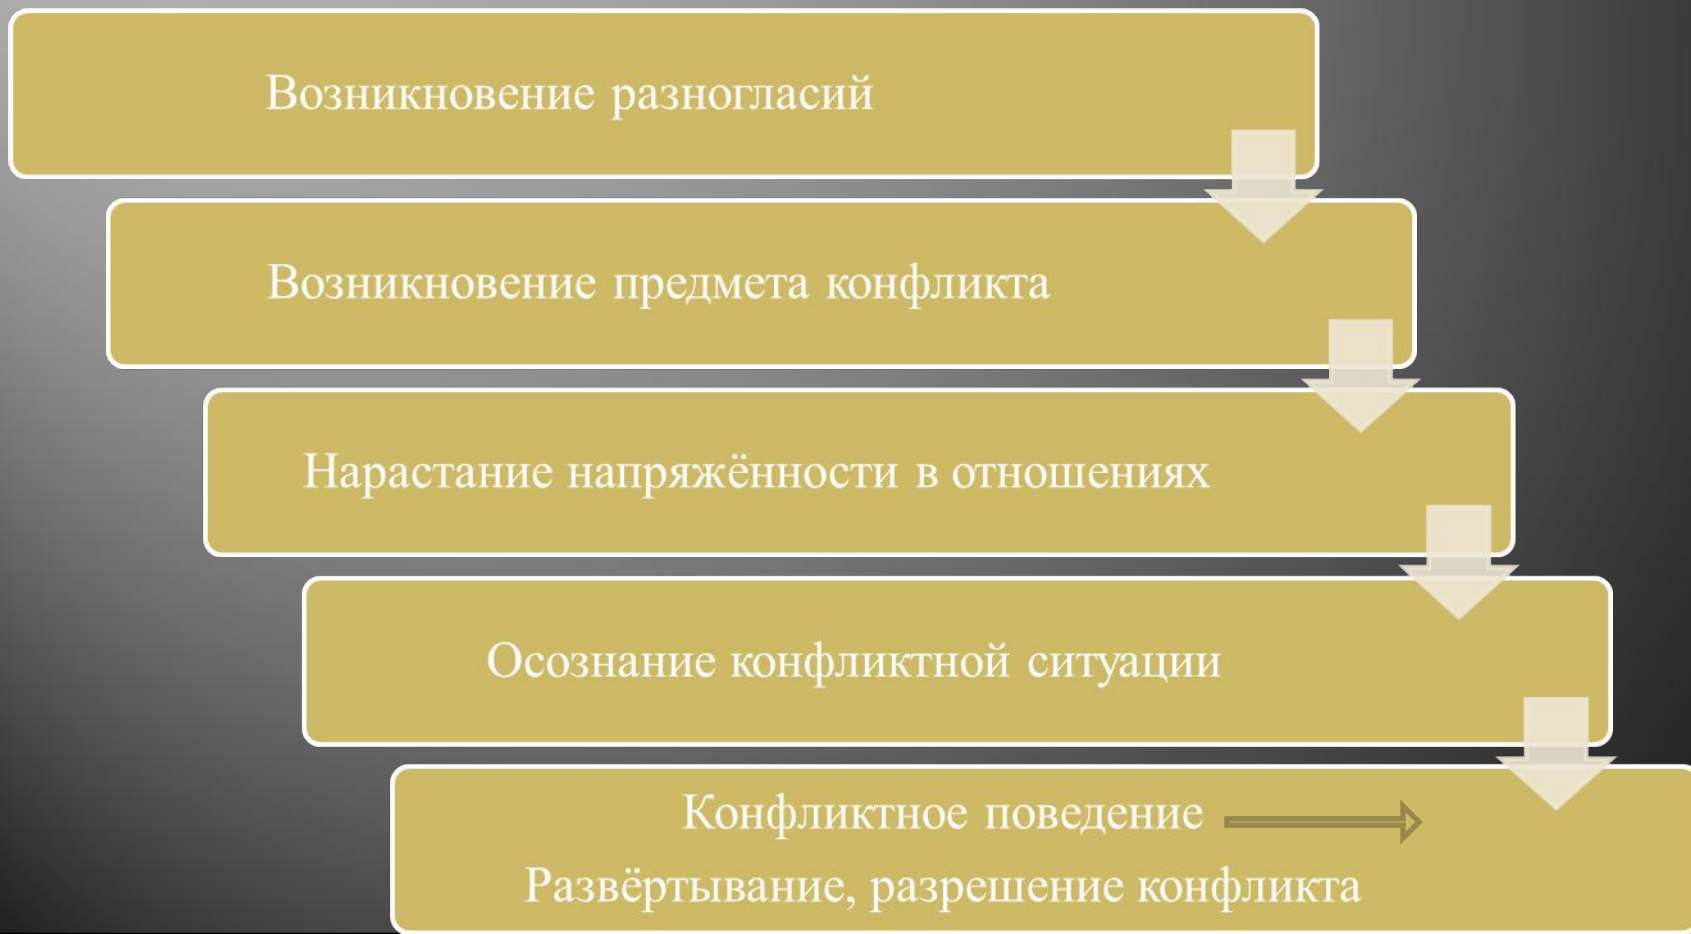 Возникновение разногласий
Возникновение предмета конфликта
Нарастание напряжённости в отношениях
Осознание конфликтной ситуации
Конфликтное поведение
Развёртывание, разрешение конфликта